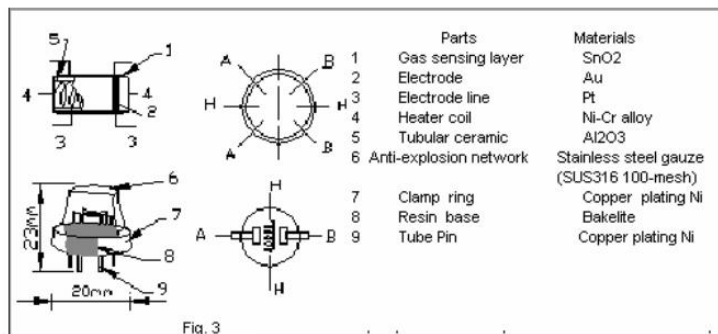 Parts Materials
1 Gas sensing layer SnO2
2 Electrode Au
3 Electrode line Pt
4 Heater coil Ni-Cr alloy
5 Tubular ceramic Al2O3
6 Anti-explosion network Stainless steel gauze
(SUS316 100-mesh)
7 Clamp ring Copper plating Ni
8 Resin base Bakelite
9 Tube Pin Copper plating Ni
5 1
4 4
2
3 3
A B
H H
A B
6
7
23mm
8
9
20mm
H
A B
H
Fig. 3